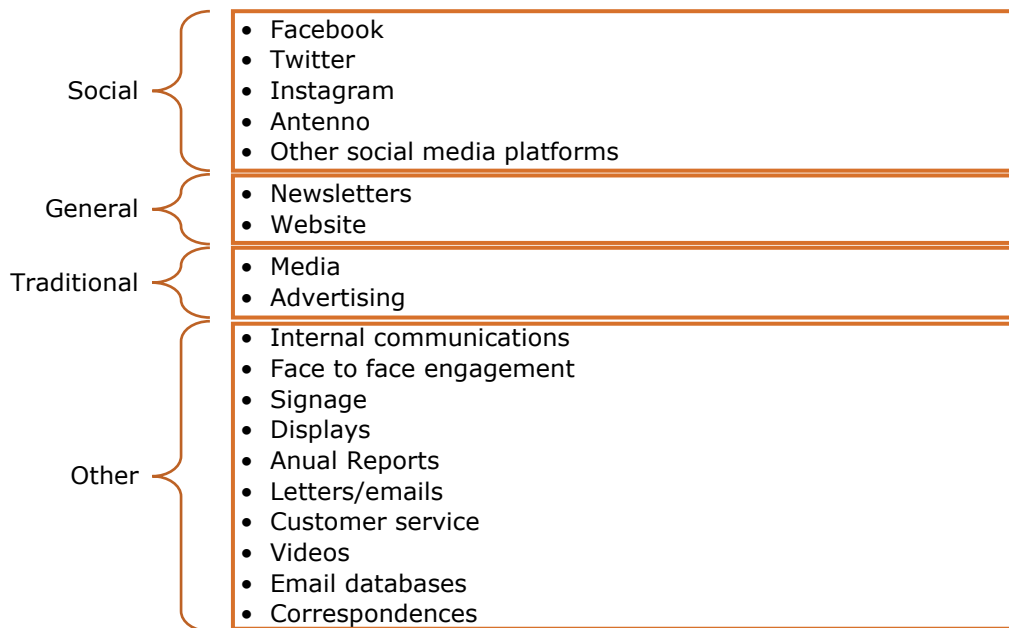 Social
• Facebook
• Twitter
• Instagram
• Antenno
• Other social media platforms
General
• Newsletters
• Website
Traditional
• Media
• Advertising
Other
• Internal communications
• Face to face engagement
• Signage
• Displays
• Anual Reports
• Letters/emails
• Customer service
• Videos
• Email databases
• Correspondences